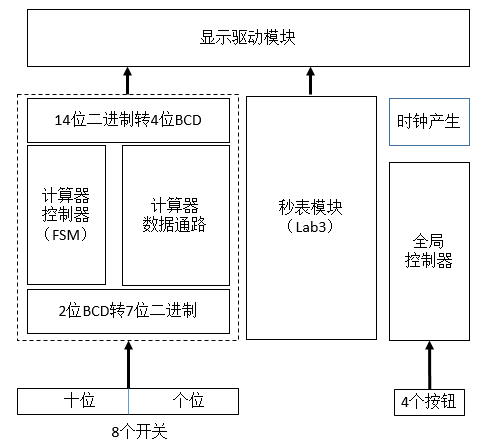 显示驱动模块
14位二进制转4位BCD
时钟产生
计算器
控制器
（FSM）
计算器
数据通路
秒表模块
（Lab3）
全局
控制器
2位BCD转7位二进制
十位
个位
4个按钮
8个开关